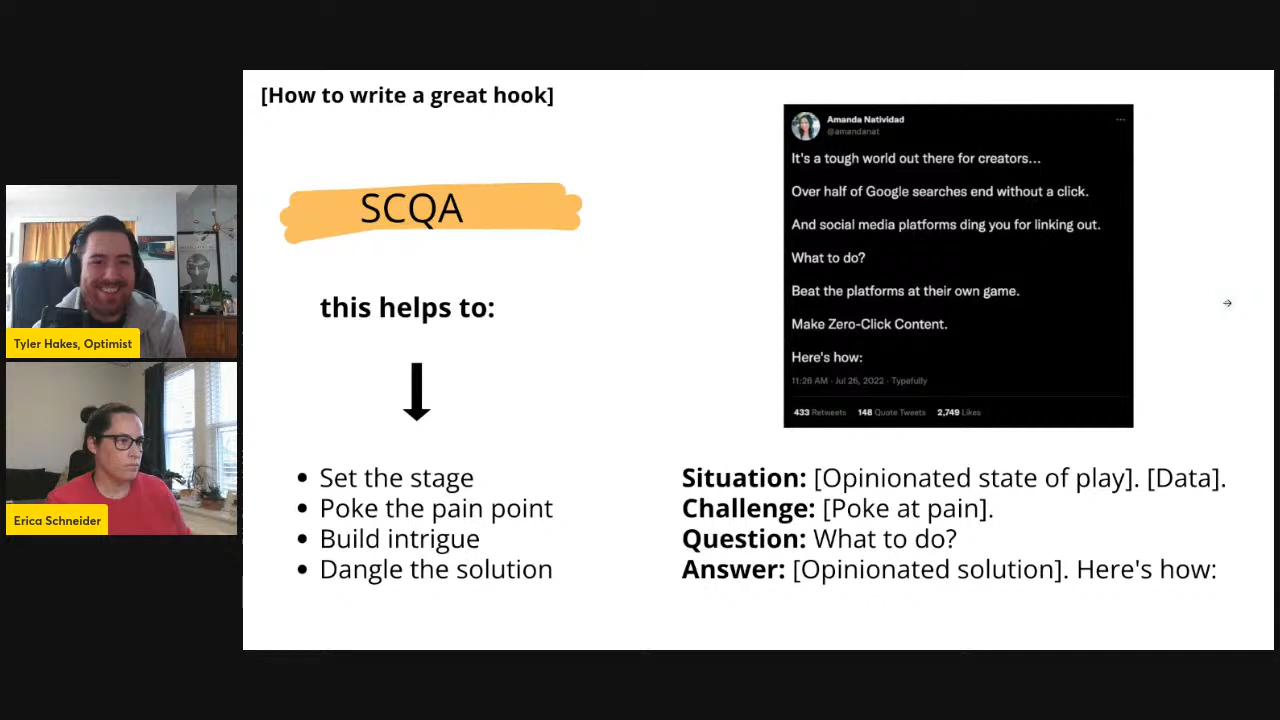 [How to write a great hook]
SCQA
this helps to:
Set the stage
Poke the pain point
Build intrigue
Dangle the solution
Amanda Natividad
@amandanat
It's a tough world out there for creators...
Over half of Google searches end without a click.
And social media platforms ding you for linking out.
What to do?
Beat the platforms at their own game.
Make Zero-Click Content.
Here's how:
11:26 AM · Jul 26, 2022 · Typefully
433 Retweets 148 Quote Tweets 2,749 Likes
Situation: [Opinionated state of play]. [Data].
Challenge: [Poke at pain].
Question: What to do?
Answer: [Opinionated solution]. Here's how:
Tyler Hakes, Optimist
Erica Schneider